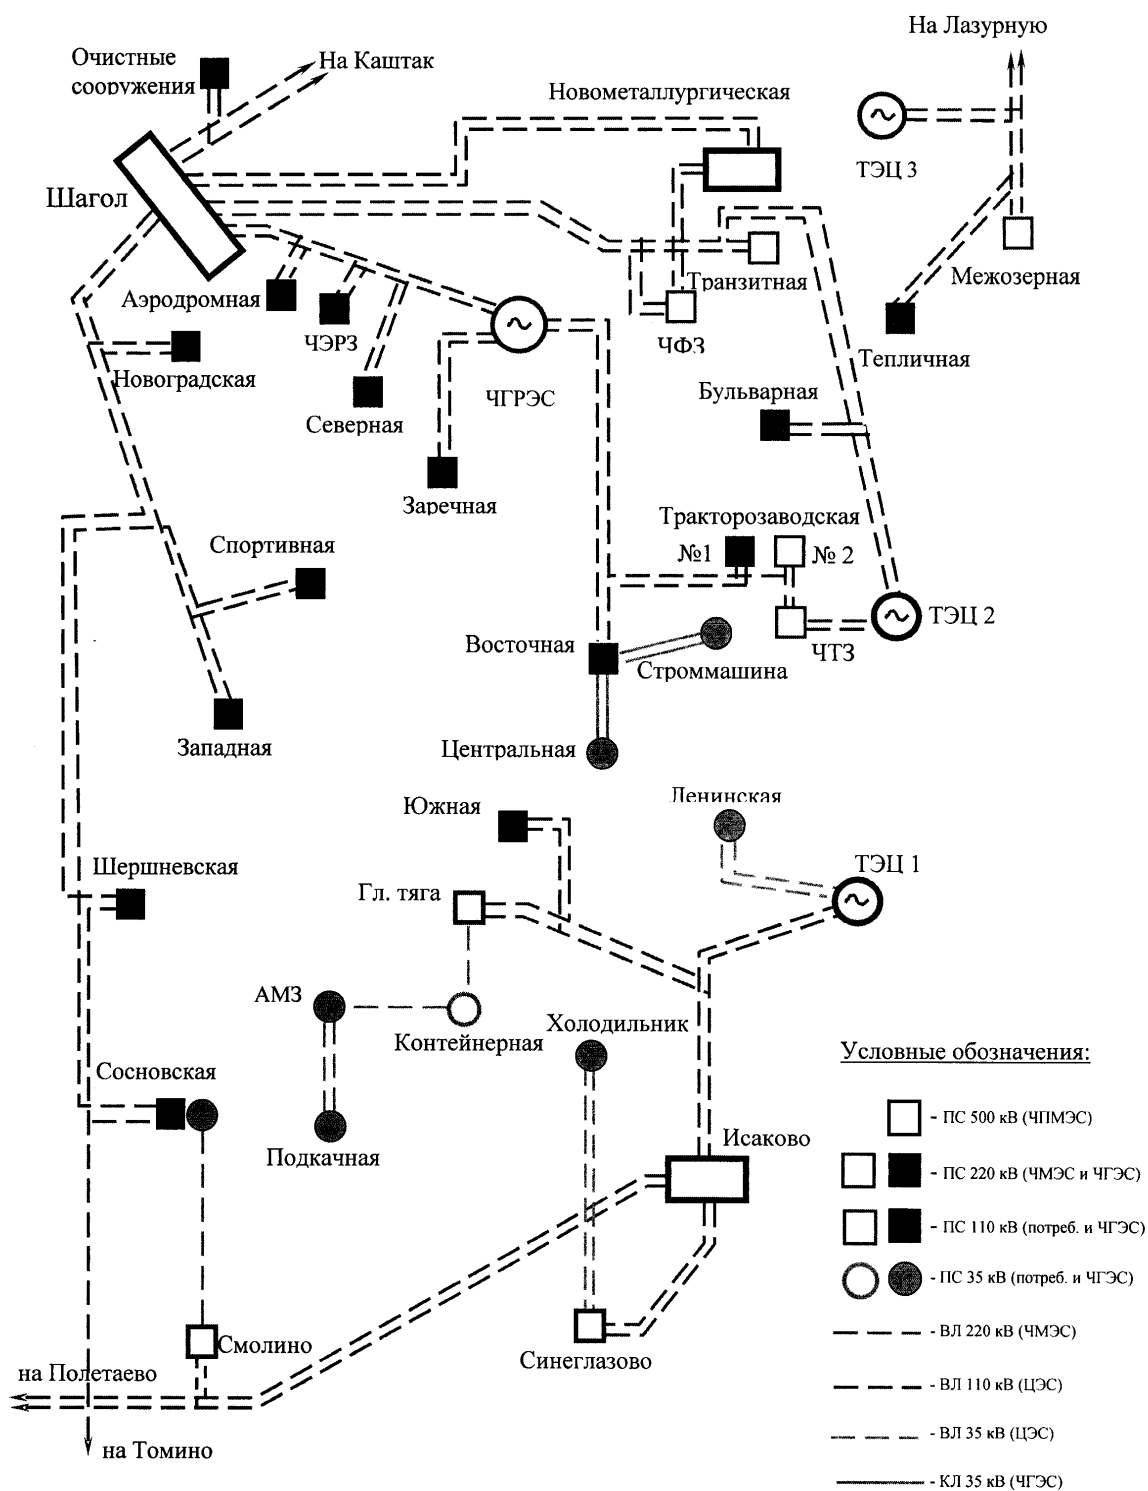 На Лазурную
Очистные
сооружения
На Каштак
Новометаллургическая
ТЭЦ 3
Шагол
Межозерная
Аэродромная
Транзитная
ЧЭРЗ
ЧФЗ
Тепличная
Новоградская
ЧГРЭС
Бульварная
Северная
Заречная
Тракторозаводская
№1
№ 2
Спортивная
ТЭЦ 2
Восточная
ЧТЗ
Строммашина
Западная
Центральная
Южная
Ленинская
Шершневская
ТЭЦ 1
Гл. тяга
АМЗ
Холодильник
Контейнерная
Условные обозначения:
Сосновская
- ПС 500 кВ (ЧПМЭС)
Исаково
Подкачная
- ПС 220 кВ (ЧМЭС и ЧГЭС)
- ПС 110 кВ (потреб. и ЧГЭС)
- ПС 35 кВ (потреб. и ЧГЭС)
- ВЛ 220 кВ (ЧМЭС)
Смолино
Синеглазово
на Полетаево
- ВЛ 110 кВ (ЦЭС)
- ВЛ 35 кВ (ЦЭС)
на Томино
- КЛ 35 кВ (ЧГЭС)